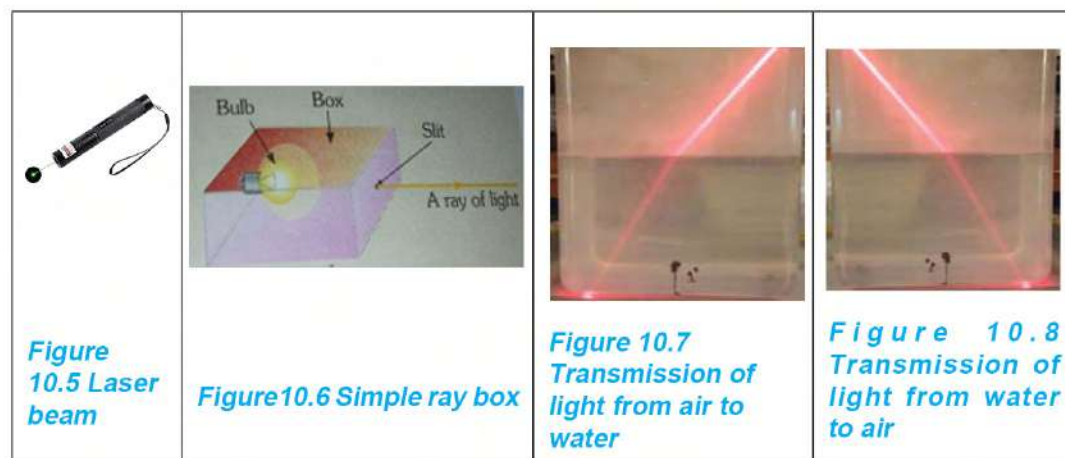 Bulb
Box
Slit
A ray of light
Figure
10.5 Laser
beam
Figure10.6 Simple ray box
Figure 10.7
Transmission of
light from air to
water
Figure 10.8
Transmission of
light from water
to air